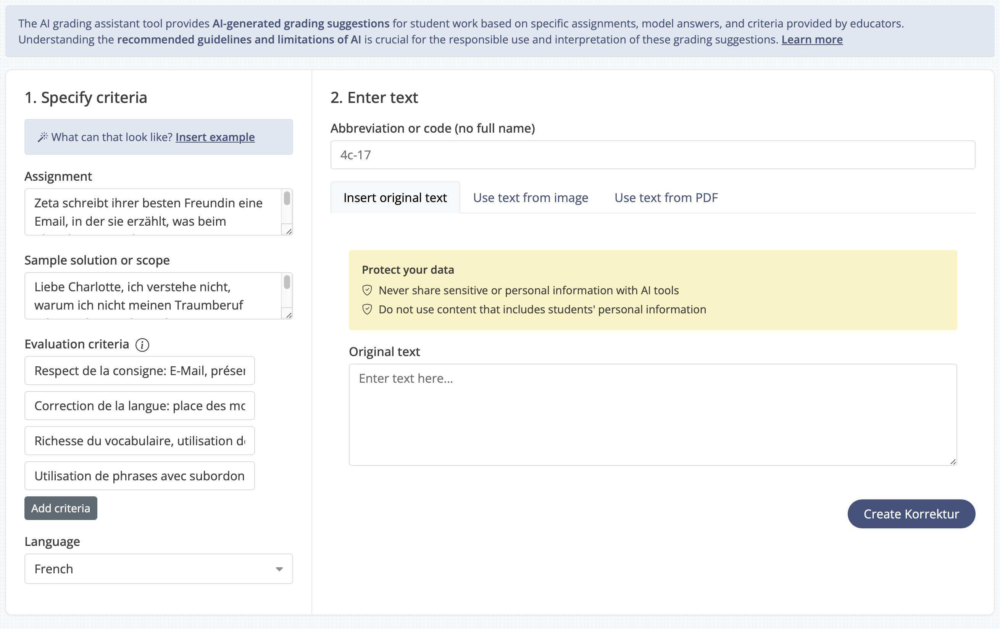 The AI grading assistant tool provides AI-generated grading suggestions for student work based on specific assignments, model answers, and criteria provided by educators.
Understanding the recommended guidelines and limitations of AI is crucial for the responsible use and interpretation of these grading suggestions. Learn more
1. Specify criteria
What can that look like? Insert example
Assignment
Zeta schreibt ihrer besten Freundin eine
Email, in der sie erzählt, was beim
Sample solution or scope
Liebe Charlotte, ich verstehe nicht,
warum ich nicht meinen Traumberuf
Evaluation criteria
Respect de la consigne: E-Mail,
Correction de la langue: place des
Richesse du vocabulaire, utilisation
Utilisation de phrases avec subordon
Add criteria
Language
French
2. Enter text
Abbreviation or code (no full name)
4c-17
Insert original text
Use text from image
Use text from PDF
Protect your data
Never share sensitive or personal information with AI tools
Do not use content that includes students' personal information
Original text
Enter text here...
Create Korrektur